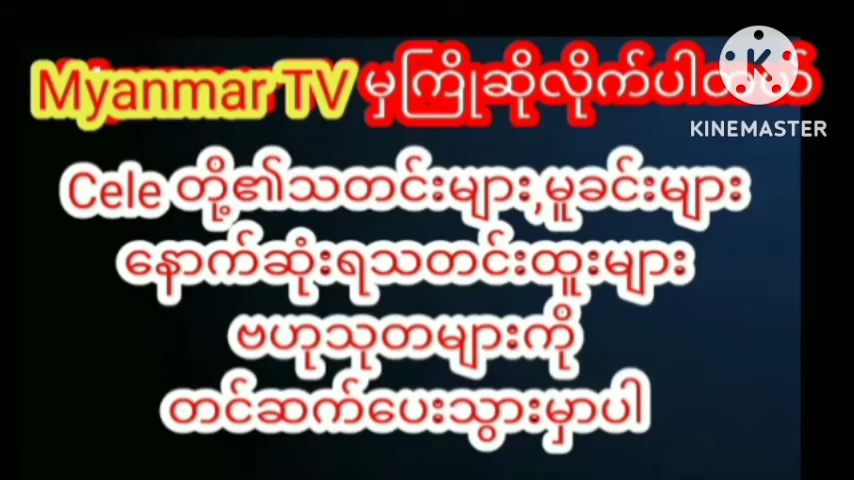 Myanmar TV မှကြိုဆိုလိုက်ပါတယ်
KINEMASTER
Cele တို့၏သတင်းများ,မူခင်းများ
နောက်ဆုံးရသတင်းထူးများ
ဗဟုသုတများကို
တင်ဆက်ပေးသွားမှာပါ